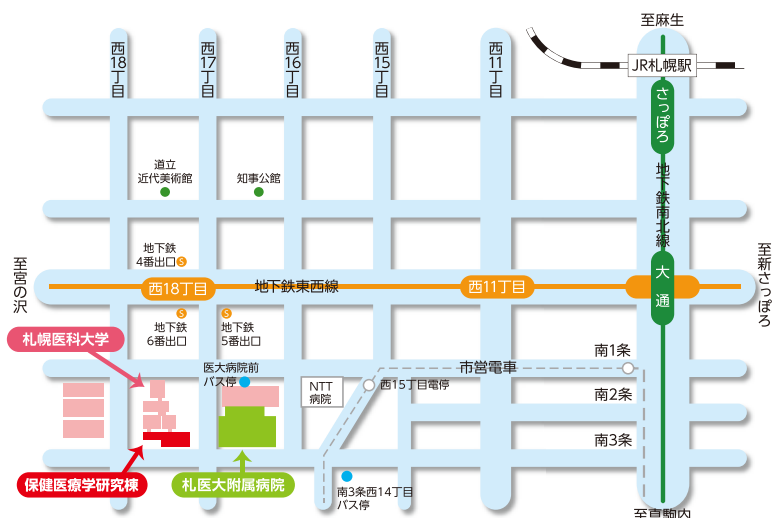 至麻生
西18丁目
西17丁目
西16丁目
西15丁目
西11丁目
JR札幌駅
さっぽろ
道立
近代美術館
知事公館
地下鉄南北線
地下鉄
4番出口 S
至宮の沢
西18丁目
地下鉄東西線
西11丁目
大通
至新さっぽろ
S
地下鉄
6番出口
S
地下鉄
5番出口
札幌医科大学
医大病院前
バス停
NTT
病院
西15丁目電停
市営電車
南1条
南2条
南3条
保健医療学研究棟
札医大附属病院
南3条西14丁目
バス停
至真駒内